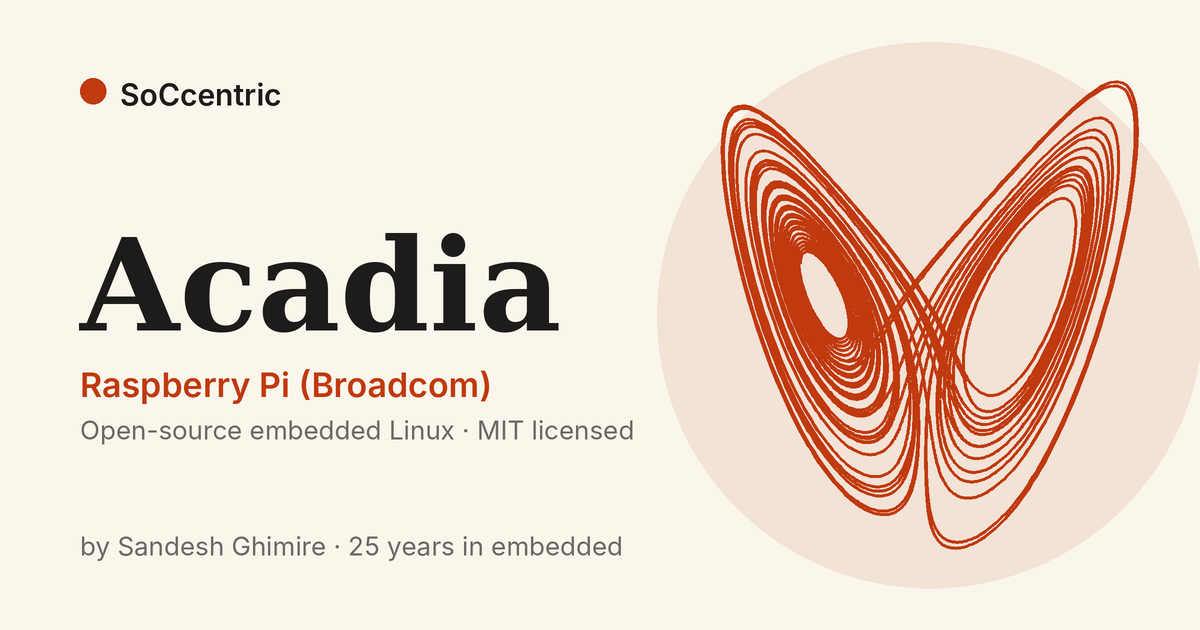 SoCcentric
Acadia
Raspberry Pi (Broadcom)
Open-source embedded Linux · MIT licensed
by Sandesh Ghimire · 25 years in embedded